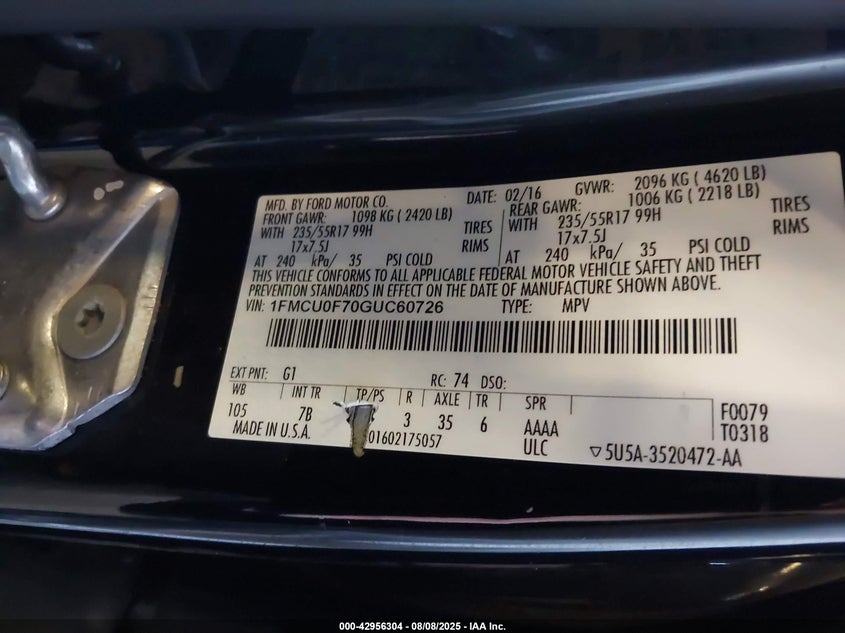 MFD. BY FORD MOTOR CO. DATE: 02/16 GVWR: 2096 KG ( 4620 LB)
FRONT GAWR: 1098 KG ( 2420 LB) REAR GAWR: 1006 KG ( 2218 LB)
WITH 235/55R17 99H TIRES WITH 235/55R17 99H TIRES
17x7.5J RIMS 17x7.5J RIMS
AT 240 kPa/ 35 PSI COLD AT 240 kPa/ 35 PSI COLD
THIS VEHICLE CONFORMS TO ALL APPLICABLE FEDERAL MOTOR VEHICLE SAFETY AND THEFT
PREVENTION STANDARDS IN EFFECT ON THE DATE OF MANUFACTURE SHOWN ABOVE.
VIN: 1FMCU0F70GUC60726 TYPE: MPV
EXT PNT: G1 RC: 74 DSO:
WB INT TR TP/PS R AXLE TR SPR
105 7B 3 35 6 AAAA F0079
MADE IN U.S.A. 01602175057 ULC T0318
▽5U5A-3520472-AA
000-42956304 - 08/08/2025 - IAA Inc.